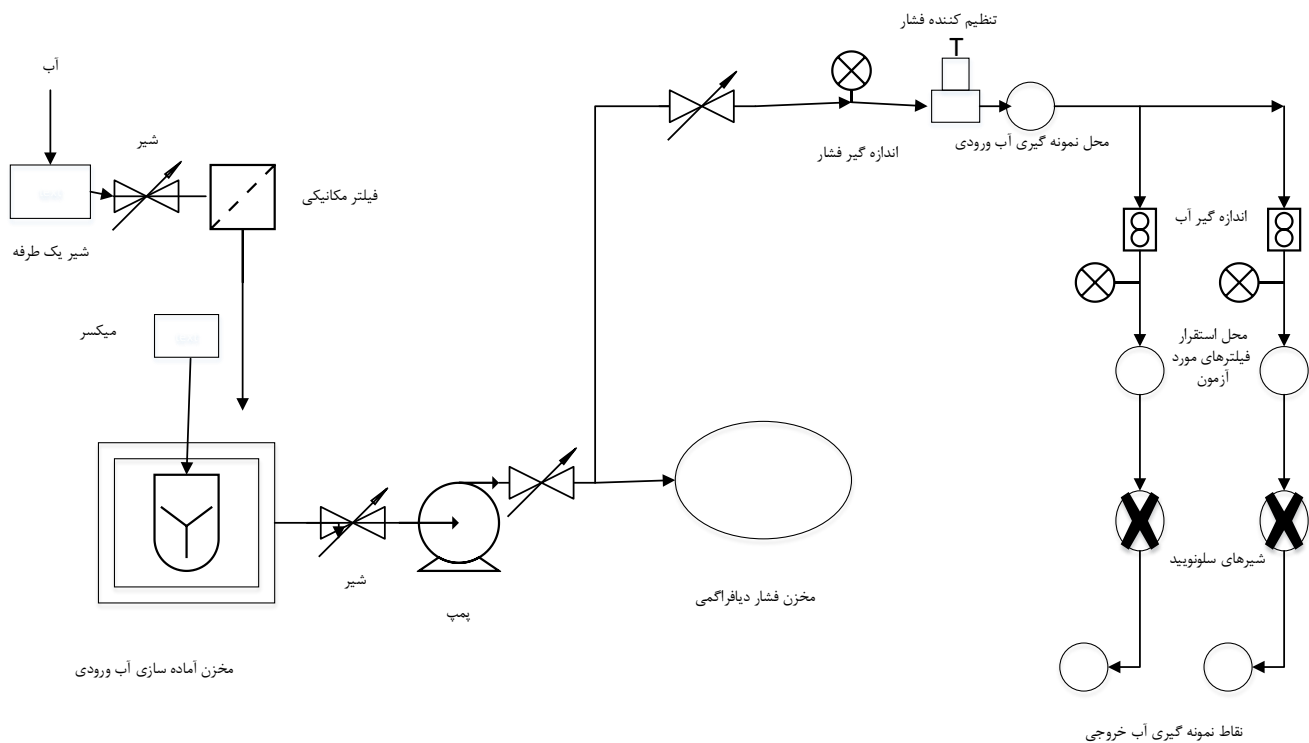 تنظیم کننده فشار
آب
شیر
اندازه گیر فشار
محل نمونه گیری آب ورودی
فیلتر مکانیکی
اندازه گیر آب
شیر یک طرفه
میکسر
محل استقرار
فیلترهای مورد
آزمون
شیرهای سلونویید
شیر
پمپ
مخزن فشار دیافراگمی
مخزن آماده سازی آب ورودی
نقاط نمونه گیری آب خروجی